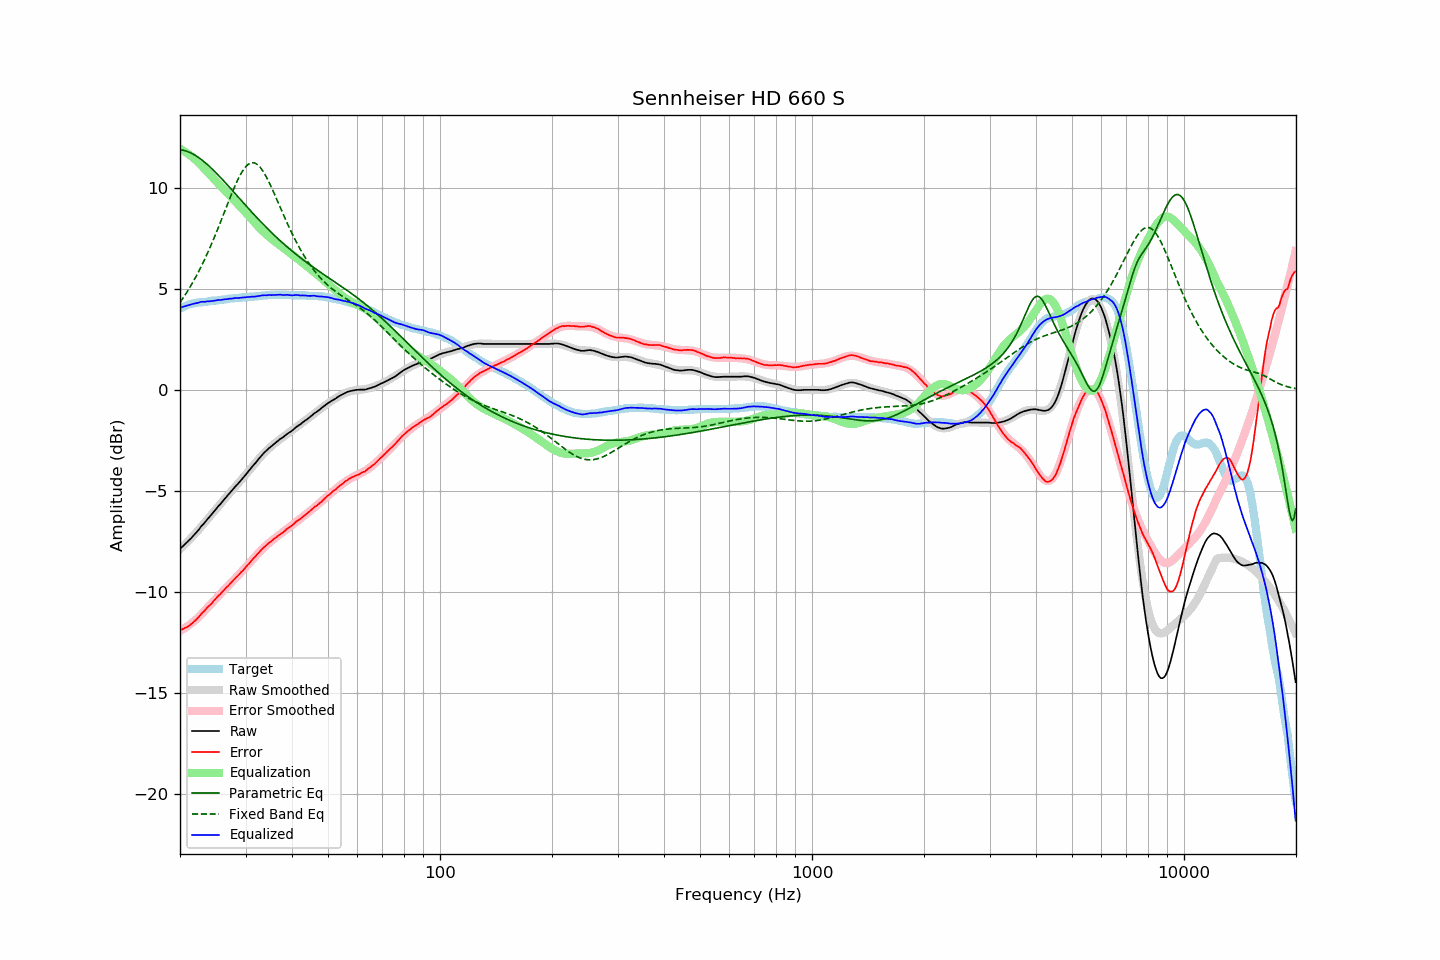 Sennheiser HD 660 S
Amplitude (dBr)
10
5
0
−5
−10
−15
−20
Target
Raw Smoothed
Error Smoothed
Raw
Error
Equalization
Parametric Eq
Fixed Band Eq
Equalized
100
1000
10000
Frequency (Hz)